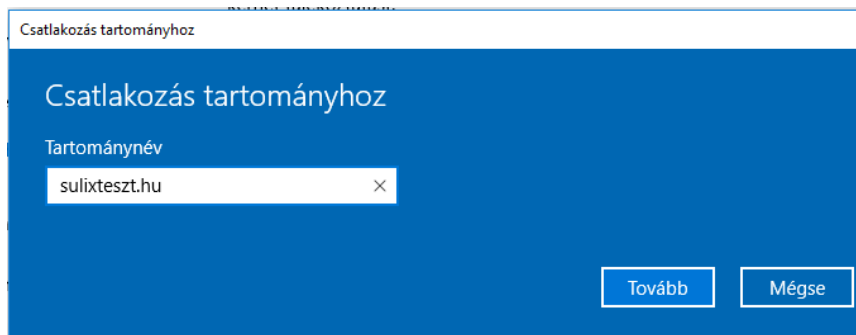 Csatlakozás tartományhoz
Csatlakozás tartományhoz
Tartománynév
sulixteszt.hu
Tovább
Mégse